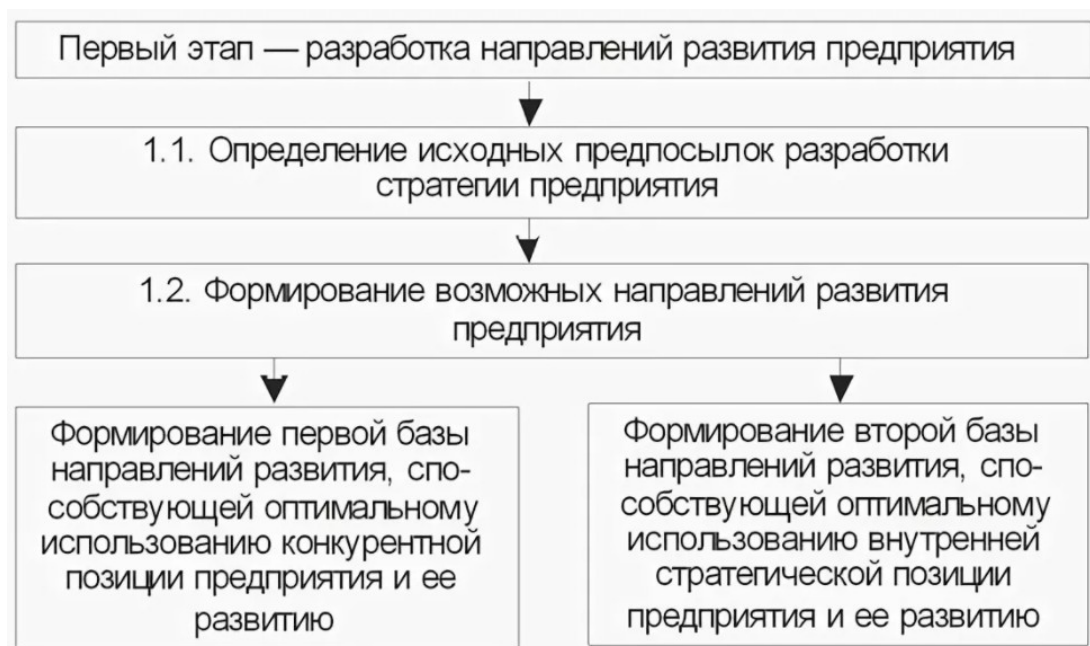 Первый этап — разработка направлений развития предприятия
1.1. Определение исходных предпосылок разработки
стратегии предприятия
1.2. Формирование возможных направлений развития
предприятия
Формирование первой базы
направлений развития, спо-
собствующей оптимальному
использованию конкурентной
позиции предприятия и ее
развитию
Формирование второй базы
направлений развития, спо-
собствующей оптимальному
использованию внутренней
стратегической позиции
предприятия и ее развитию